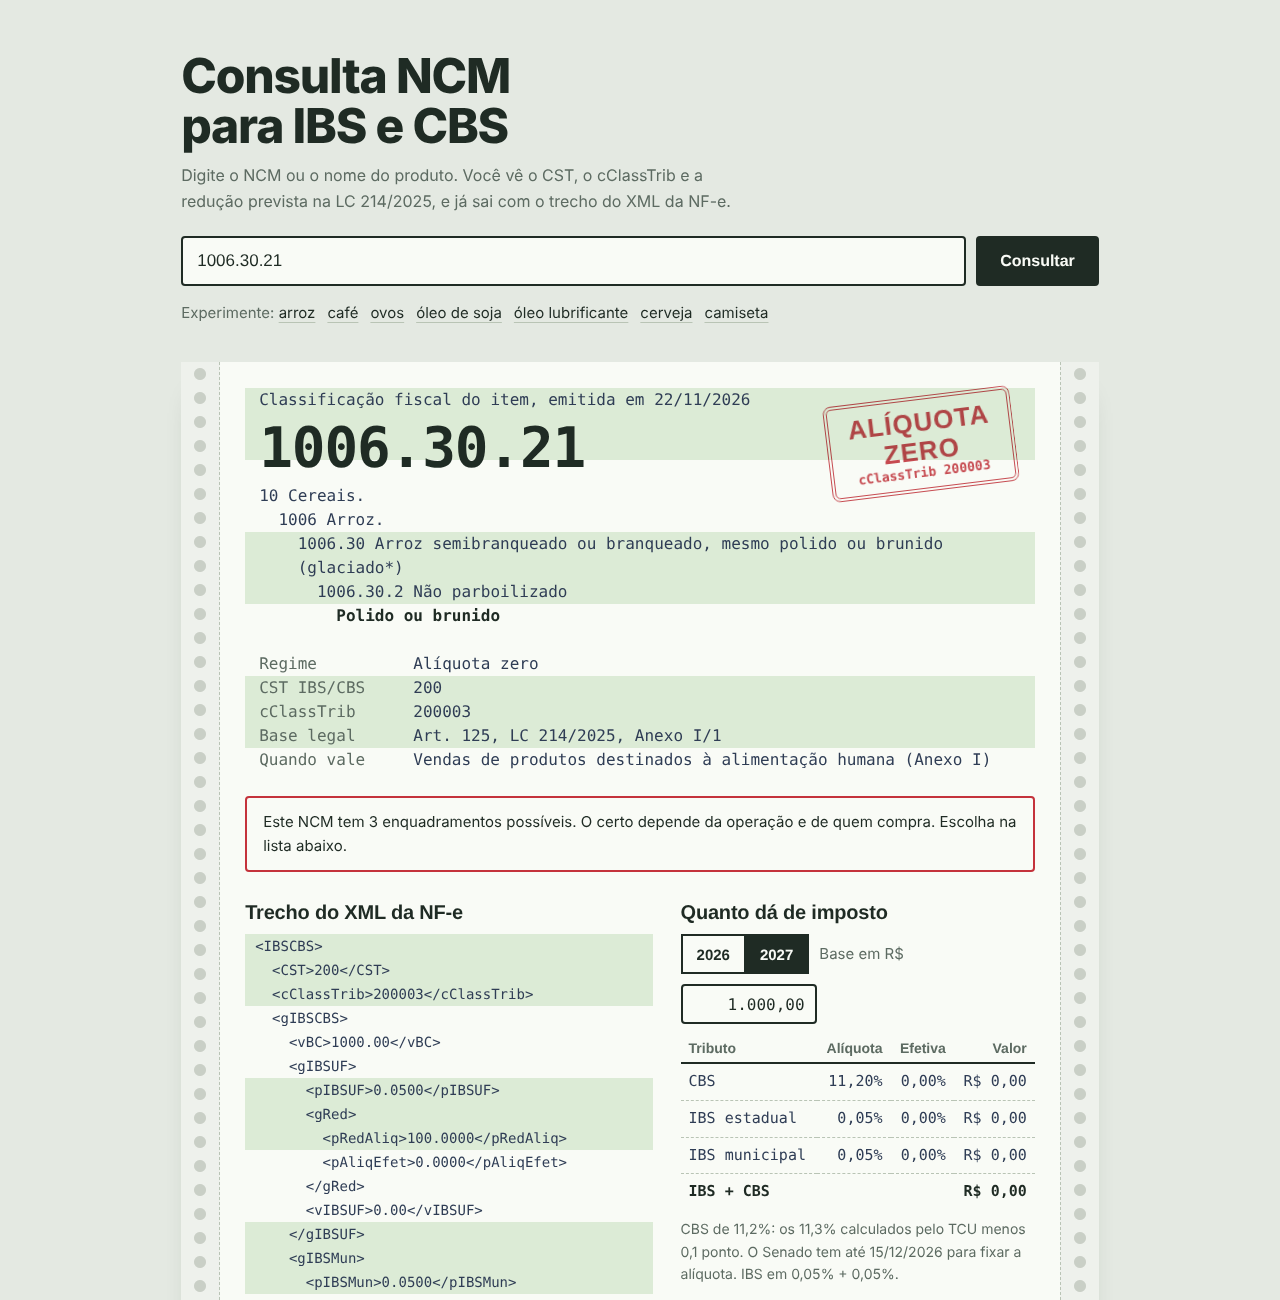 Consulta NCM
para IBS e CBS
Digite o NCM ou o nome do produto. Você vê o CST, o cClassTrib e a
redução prevista na LC 214/2025, e já sai com o trecho do XML da NF-e.
1006.30.21
Consultar
Experimente: arroz café ovos óleo de soja óleo lubrificante cerveja camiseta
Classificação fiscal do item, emitida em 22/11/2026
1006.30.21
ALÍQUOTA
ZERO
cClassTrib 200003
10 Cereais.
1006 Arroz.
1006.30 Arroz semibranqueado ou branqueado, mesmo polido ou brunido
(glaciado*)
1006.30.2 Não parboilizado
Polido ou brunido
Regime Alíquota zero
CST IBS/CBS 200
cClassTrib 200003
Base legal Art. 125, LC 214/2025, Anexo I/1
Quando vale Vendas de produtos destinados à alimentação humana (Anexo I)
Este NCM tem 3 enquadramentos possíveis. O certo depende da operação e de quem compra. Escolha na
lista abaixo.
Trecho do XML da NF-e
<IBSCBS>
<CST>200</CST>
<cClassTrib>200003</cClassTrib>
<gIBSCBS>
<vBC>1000.00</vBC>
<gIBSUF>
<pIBSUF>0.0500</pIBSUF>
<gRed>
<pRedAliq>100.0000</pRedAliq>
<pAliqEfet>0.0000</pAliqEfet>
</gRed>
<vIBSUF>0.00</vIBSUF>
</gIBSUF>
<gIBSMun>
<pIBSMun>0.0500</pIBSMun>
Quanto dá de imposto
2026 2027 Base em R$
1.000,00
Tributo Alíquota Efetiva Valor
CBS 11,20% 0,00% R$ 0,00
IBS estadual 0,05% 0,00% R$ 0,00
IBS municipal 0,05% 0,00% R$ 0,00
IBS + CBS R$ 0,00
CBS de 11,2%: os 11,3% calculados pelo TCU menos
0,1 ponto. O Senado tem até 15/12/2026 para fixar a
alíquota. IBS em 0,05% + 0,05%.